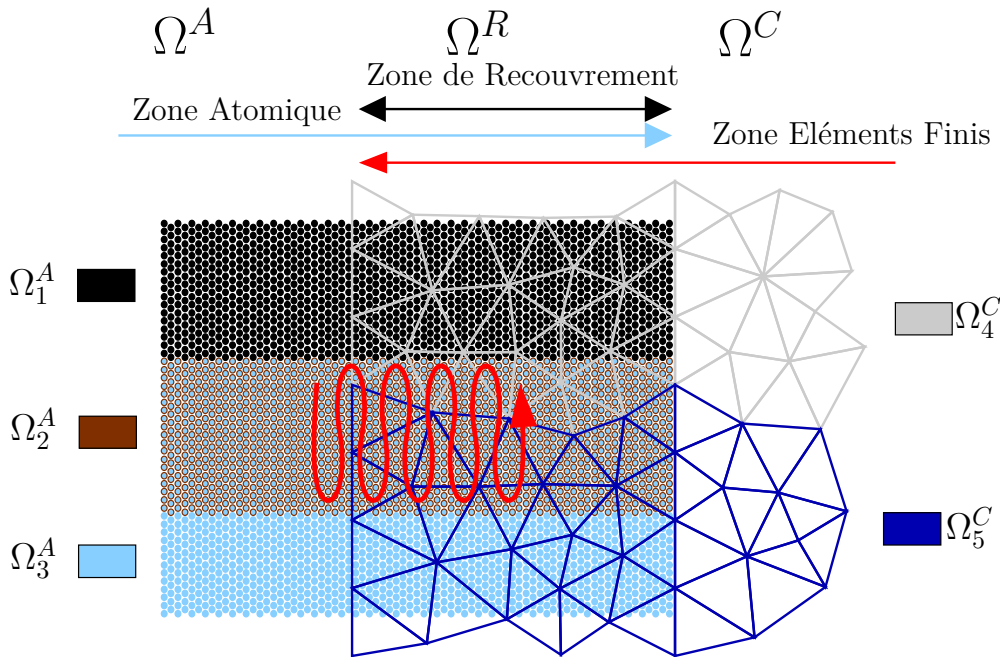 Ω^A
Ω^R
Ω^C
Zone de Recouvrement
Zone Atomique
Zone Eléments Finis
Ω_1^A
Ω_4^C
Ω_2^A
Ω_5^C
Ω_3^A